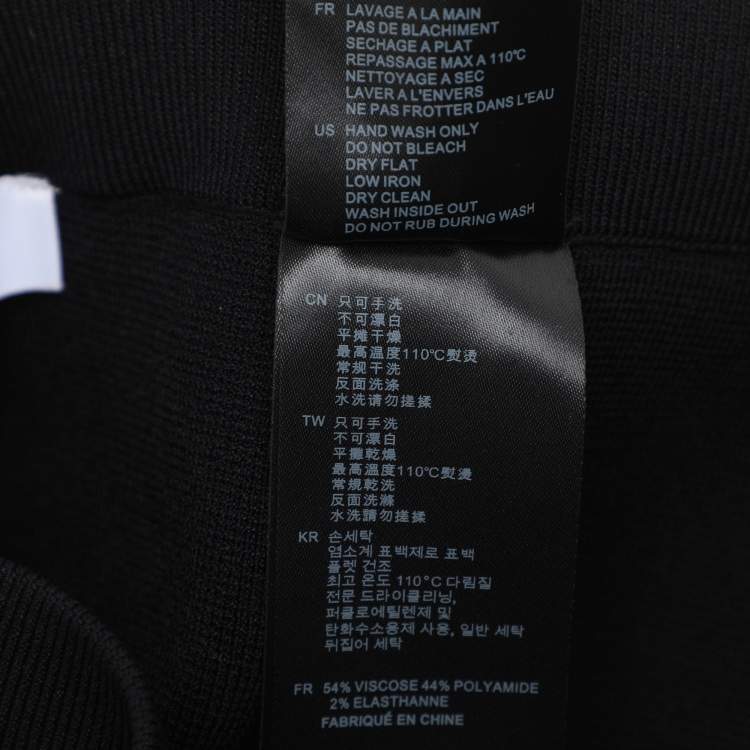 FR LAVAGE A LA MAIN
PAS DE BLACHIMENT
SECHAGE A PLAT
REPASSAGE MAX A 110℃
NETTOYAGE A SEC
LAVER A L'ENVERS
NE PAS FROTTER DANS L'EAU
US HAND WASH ONLY
DO NOT BLEACH
DRY FLAT
LOW IRON
DRY CLEAN
WASH INSIDE OUT
DO NOT RUB DURING WASH
CN 只可手洗
不可漂白
平摊干燥
最高温度110℃熨烫
常规干洗
反面洗涤
水洗请勿搓揉
TW 只可手洗
不可漂白
平攤乾燥
最高溫度110℃熨燙
常規乾洗
反面洗滌
水洗請勿搓揉
KR 손세탁
염소계 표백제로 표백
플렛 건조
최고 온도 110°C 다림질
전문 드라이클리닝,
퍼클로에틸렌제 및
탄화수소용제 사용, 일반 세탁
뒤집어 세탁
FR 54% VISCOSE 44% POLYAMIDE
2% ELASTHANNE
FABRIQUÉ EN CHINE